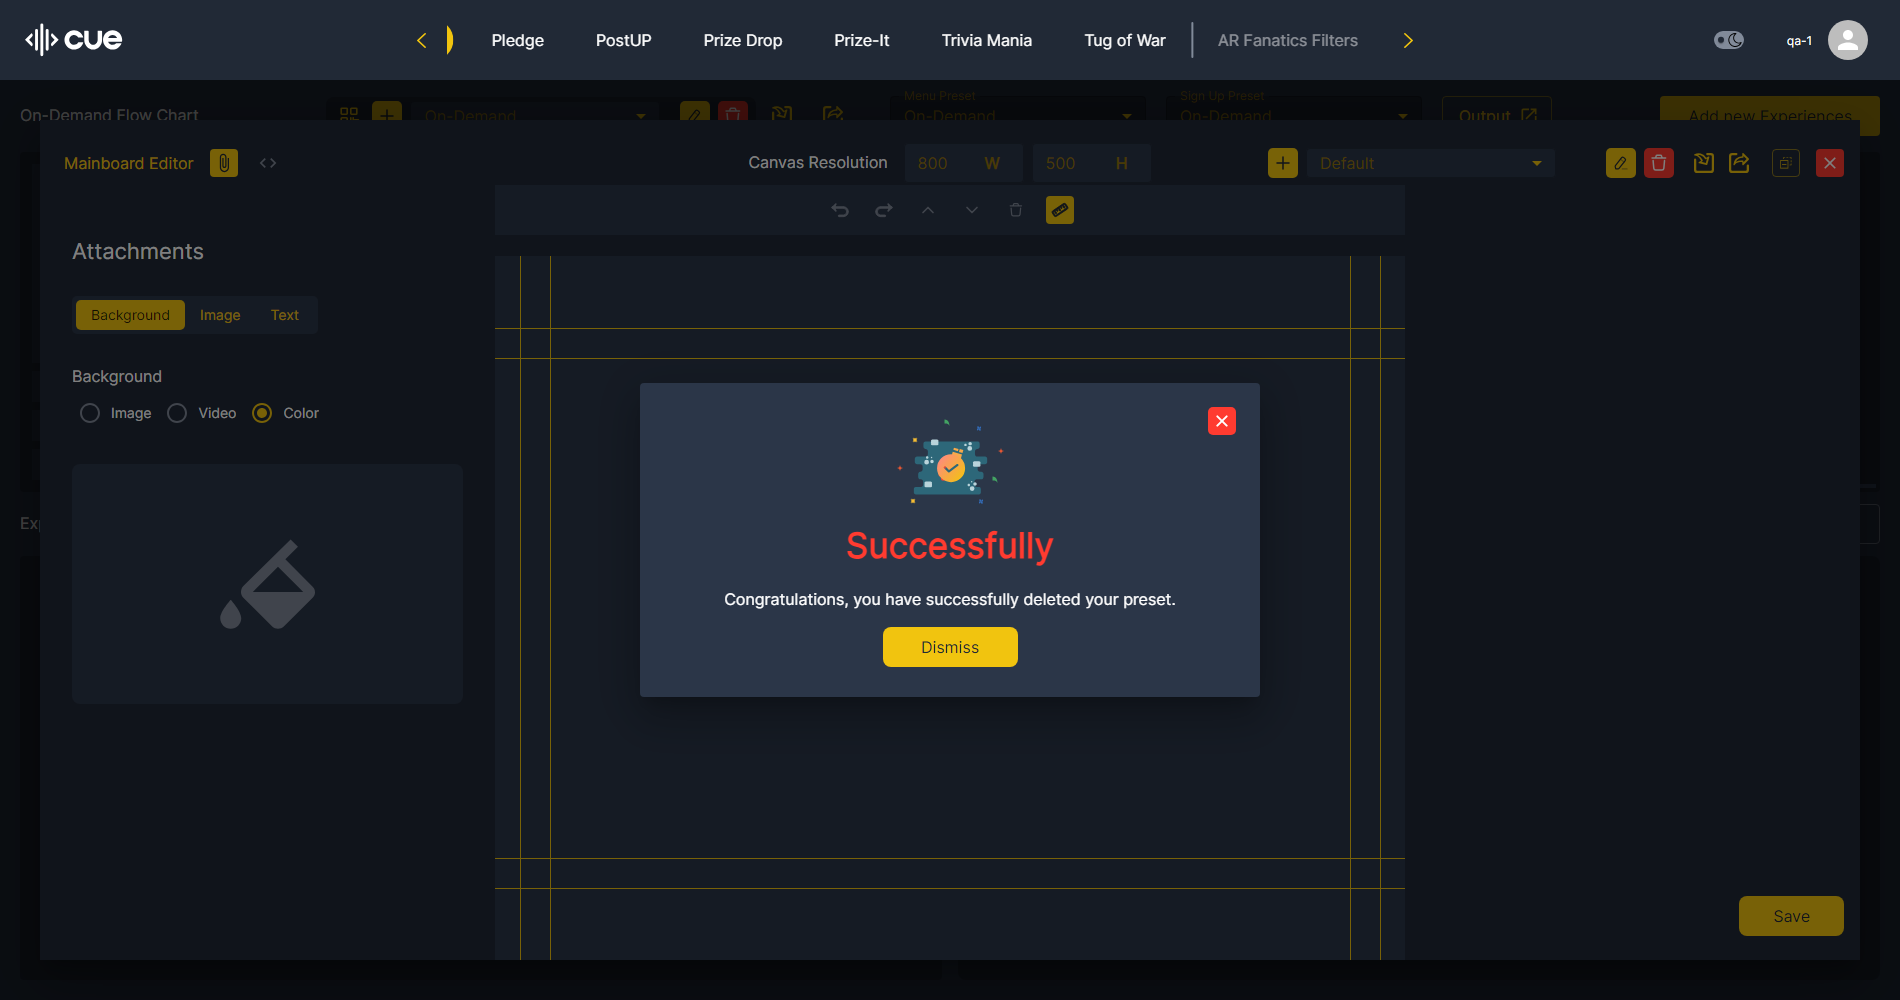 cue
Pledge
PostUP
Prize Drop
Prize-It
Trivia Mania
Tug of War
AR Fanatics Filters
qa-1
On-Demand Flow Chart
On-Demand
Menu Preset
On-Demand
Sign Up Preset
On-Demand
Output
Add new Experiences
Mainboard Editor
Canvas Resolution
800 W
500 H
Default
Attachments
Background
Image
Text
Background
Image
Video
Color
Exp
Successfully
Congratulations, you have successfully deleted your preset.
Dismiss
Save